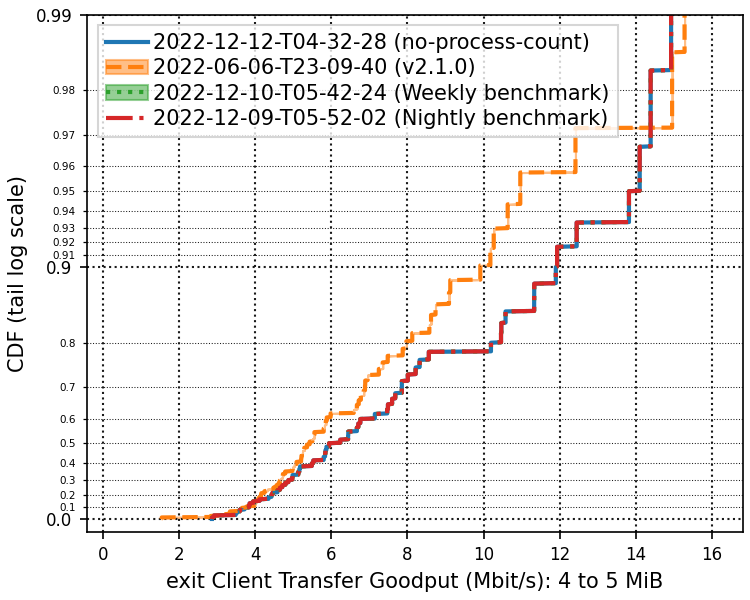 0.99
2022-12-12-T04-32-28 (no-process-count)
2022-06-06-T23-09-40 (v2.1.0)
2022-12-10-T05-42-24 (Weekly benchmark)
2022-12-09-T05-52-02 (Nightly benchmark)
0.98
0.97
0.96
0.95
0.94
0.93
0.92
0.91
0.9
0.8
0.7
0.6
0.5
0.4
0.3
0.2
0.1
0.0
CDF (tail log scale)
0 2 4 6 8 10 12 14 16
exit Client Transfer Goodput (Mbit/s): 4 to 5 MiB